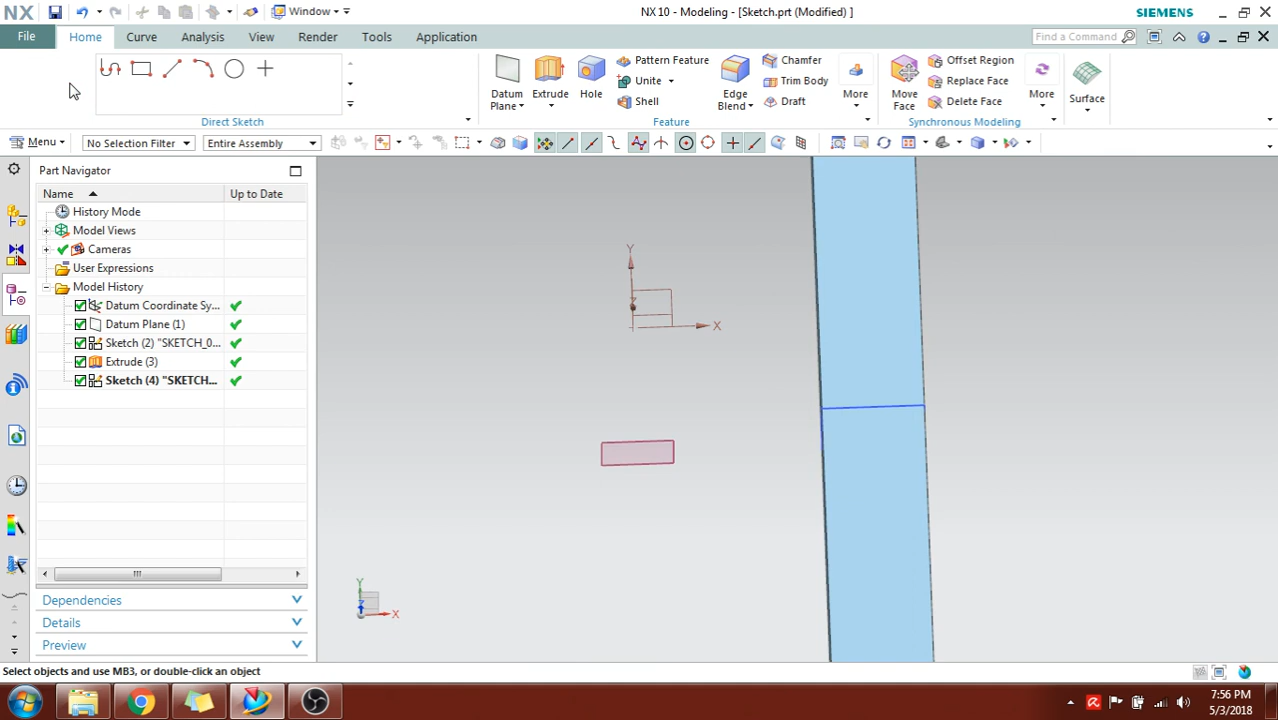 NX Window NX 10 - Modeling - [Sketch.prt (Modified) ] SIEMENS
File Home Curve Analysis View Render Tools Application Find a Command
Datum Plane Extrude Hole Pattern Feature Unite Shell Edge Blend Chamfer Trim Body Draft More Move Face Offset Region Replace Face Delete Face More Surface
Direct Sketch Feature Synchronous Modeling
Menu No Selection Filter Entire Assembly
Part Navigator
Name Up to Date
History Mode
Model Views
Cameras
User Expressions
Model History
Datum Coordinate Sy...
Datum Plane (1)
Sketch (2) "SKETCH_0...
Extrude (3)
Sketch (4) "SKETCH...
Y
Z
X
Y
Z
X
Dependencies
Details
Preview
Select objects and use MB3, or double-click an object
7:56 PM
5/3/2018